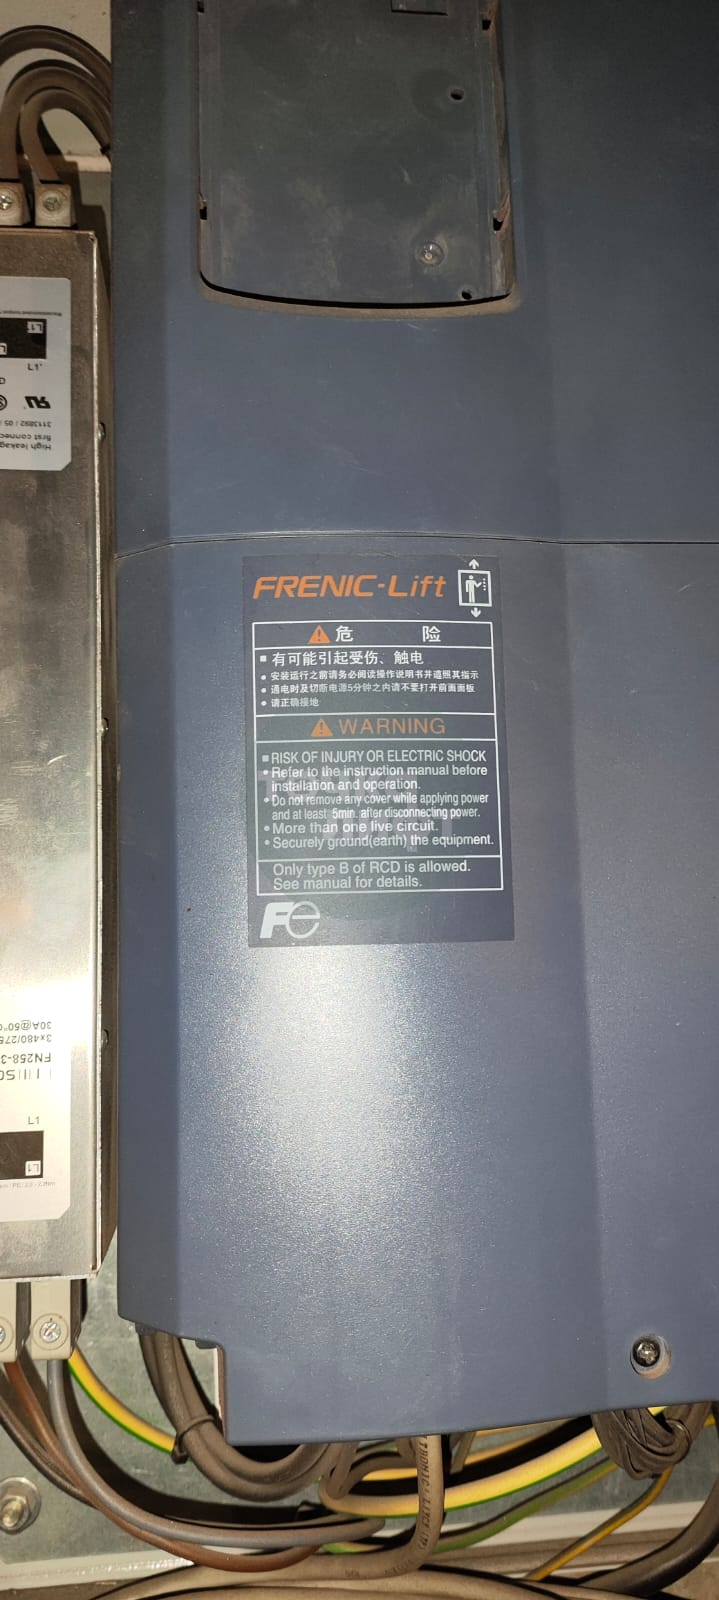 L1'
3113892 / 05 /
first connec
High leakag
FRENIC-Lift
危 险
■ 有可能引起受伤、触电
● 安装运行之前请务必阅读操作说明书并遵照其指示
● 通电时及切断电源5分钟之内请不要打开前面面板
● 请正确接地
WARNING
■ RISK OF INJURY OR ELECTRIC SHOCK
• Refer to the instruction manual before
installation and operation.
• Do not remove any cover while applying power
and at least 5min. after disconnecting power.
• More than one live circuit.
• Securely ground(earth) the equipment.
Only type B of RCD is allowed.
See manual for details.
Fe
30A@50°C
3x480/275
FN258-3
L1
L1